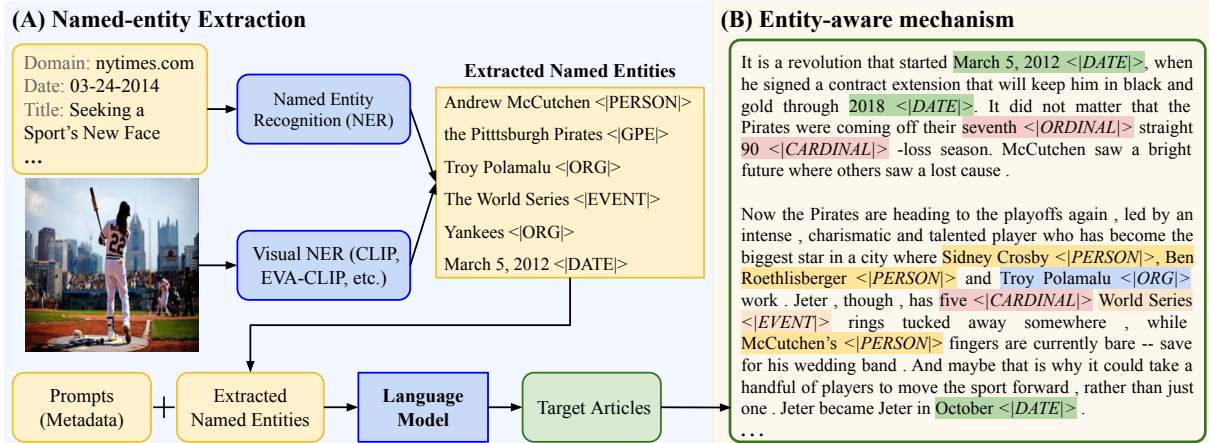 (A) Named-entity Extraction
Domain: nytimes.com
Date: 03-24-2014
Title: Seeking a
Sport's New Face
...
Named Entity
Recognition (NER)
22
Visual NER (CLIP,
EVA-CLIP, etc.)
Extracted Named Entities
Andrew McCutchen <|PERSON|>
the Pitttsburgh Pirates <|GPE|>
Troy Polamalu <|ORG|>
The World Series <|EVENT|>
Yankees <|ORG|>
March 5, 2012 <|DATE|>
Prompts
(Metadata)
+
Extracted
Named Entities
Language
Model
Target Articles
(B) Entity-aware mechanism
It is a revolution that started March 5, 2012 <|DATE|>, when
he signed a contract extension that will keep him in black and
gold through 2018 <|DATE|>. It did not matter that the
Pirates were coming off their seventh <|ORDINAL|> straight
90 <|CARDINAL|> -loss season. McCutchen saw a bright
future where others saw a lost cause .
Now the Pirates are heading to the playoffs again , led by an
intense , charismatic and talented player who has become the
biggest star in a city where Sidney Crosby <|PERSON|>, Ben
Roethlisberger <|PERSON|> and Troy Polamalu <|ORG|>
work . Jeter , though , has five <|CARDINAL|> World Series
<|EVENT|> rings tucked away somewhere , while
McCutchen's <|PERSON|> fingers are currently bare -- save
for his wedding band . And maybe that is why it could take a
handful of players to move the sport forward , rather than just
one . Jeter became Jeter in October <|DATE|> .
...